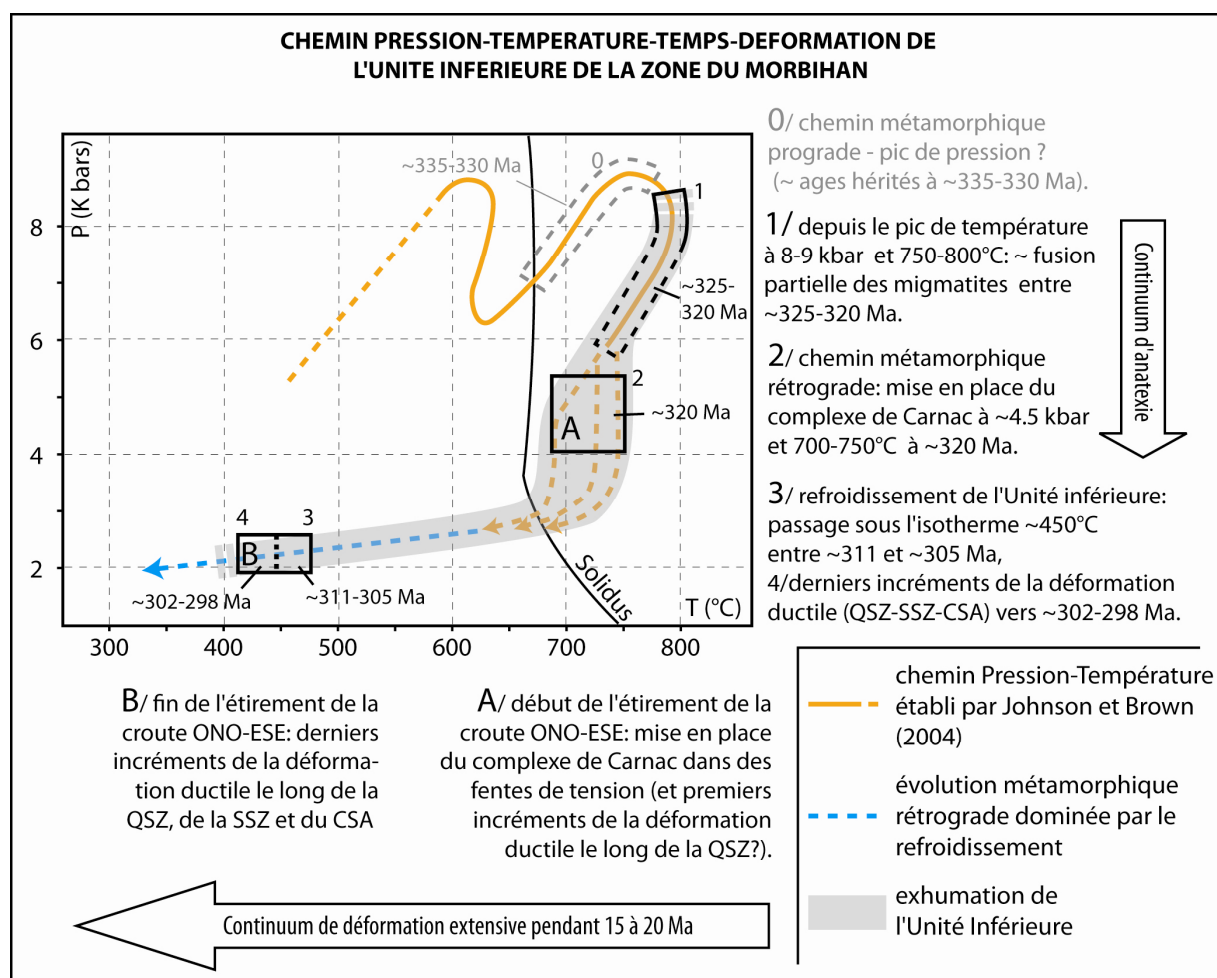 CHEMIN PRESSION-TEMPERATURE-TEMPS-DEFORMATION DE
L'UNITE INFERIEURE DE LA ZONE DU MORBIHAN
P (K bars)
8
6
4
2
~335-330 Ma
0
1
~325-
320 Ma
2
~320 Ma
A
4
3
B
~302-298 Ma
~311-305 Ma
Solidus
T (°C)
300
400
500
600
700
800
0/ chemin métamorphique
prograde - pic de pression ?
(~ ages hérités à ~335-330 Ma).
1/ depuis le pic de température
à 8-9 kbar et 750-800°C: ~ fusion
partielle des migmatites entre
~325-320 Ma.
2/ chemin métamorphique
rétrograde: mise en place du
complexe de Carnac à ~4.5 kbar
et 700-750°C à ~320 Ma.
Continuum d'anatexie
3/ refroidissement de l'Unité inférieure:
passage sous l'isotherme ~450°C
entre ~311 et ~305 Ma,
4/derniers incréments de la déformation
ductile (QSZ-SSZ-CSA) vers ~302-298 Ma.
B/ fin de l'étirement de la
croute ONO-ESE: derniers
incréments de la déforma-
tion ductile le long de la
QSZ, de la SSZ et du CSA
A/ début de l'étirement de la
croute ONO-ESE: mise en place
du complexe de Carnac dans des
fentes de tension (et premiers
incréments de la déformation
ductile le long de la QSZ?).
Continuum de déformation extensive pendant 15 à 20 Ma
chemin Pression-Température
établi par Johnson et Brown
(2004)
évolution métamorphique
rétrograde dominée par le
refroidissement
exhumation de
l'Unité Inférieure